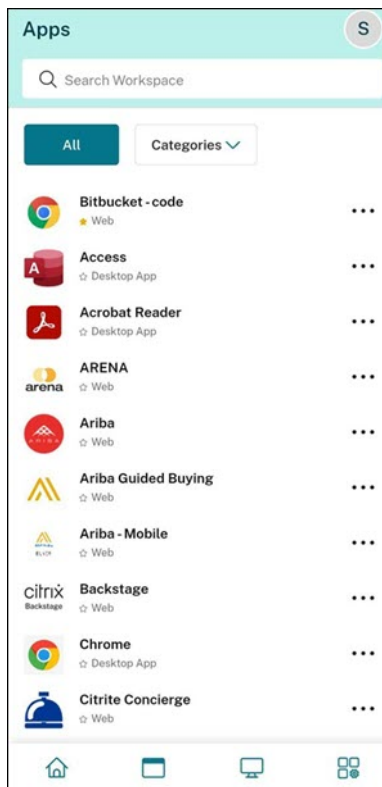 Apps
S
Search Workspace
All
Categories
Bitbucket - code
Web
A
Access
Desktop App
Acrobat Reader
Desktop App
arena
ARENA
Web
ARIBA
Ariba
Web
Ariba Guided Buying
Web
Ariba - Mobile
Web
citrix
Backstage
Backstage
Web
Chrome
Desktop App
Citrite Concierge
Web